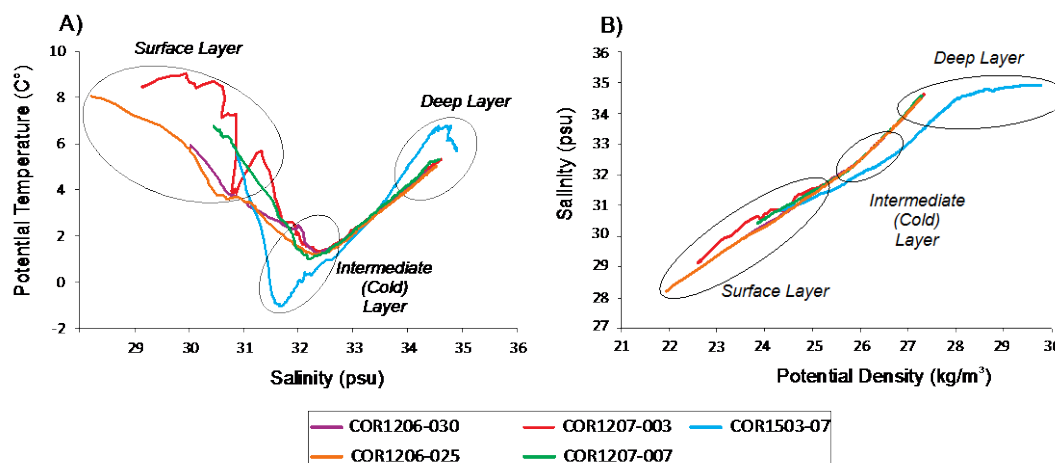 A)
Surface Layer
Deep Layer
Intermediate
(Cold)
Layer
Potential Temperature (C°)
10
8
6
4
2
0
-2
29
30
31
32
33
34
35
36
Salinity (psu)
B)
Deep Layer
Intermediate
(Cold)
Layer
Surface Layer
Salinity (psu)
36
35
34
33
32
31
30
29
28
27
21
22
23
24
25
26
27
28
29
30
Potential Density (kg/m³)
COR1206-030
COR1207-003
COR1503-07
COR1206-025
COR1207-007